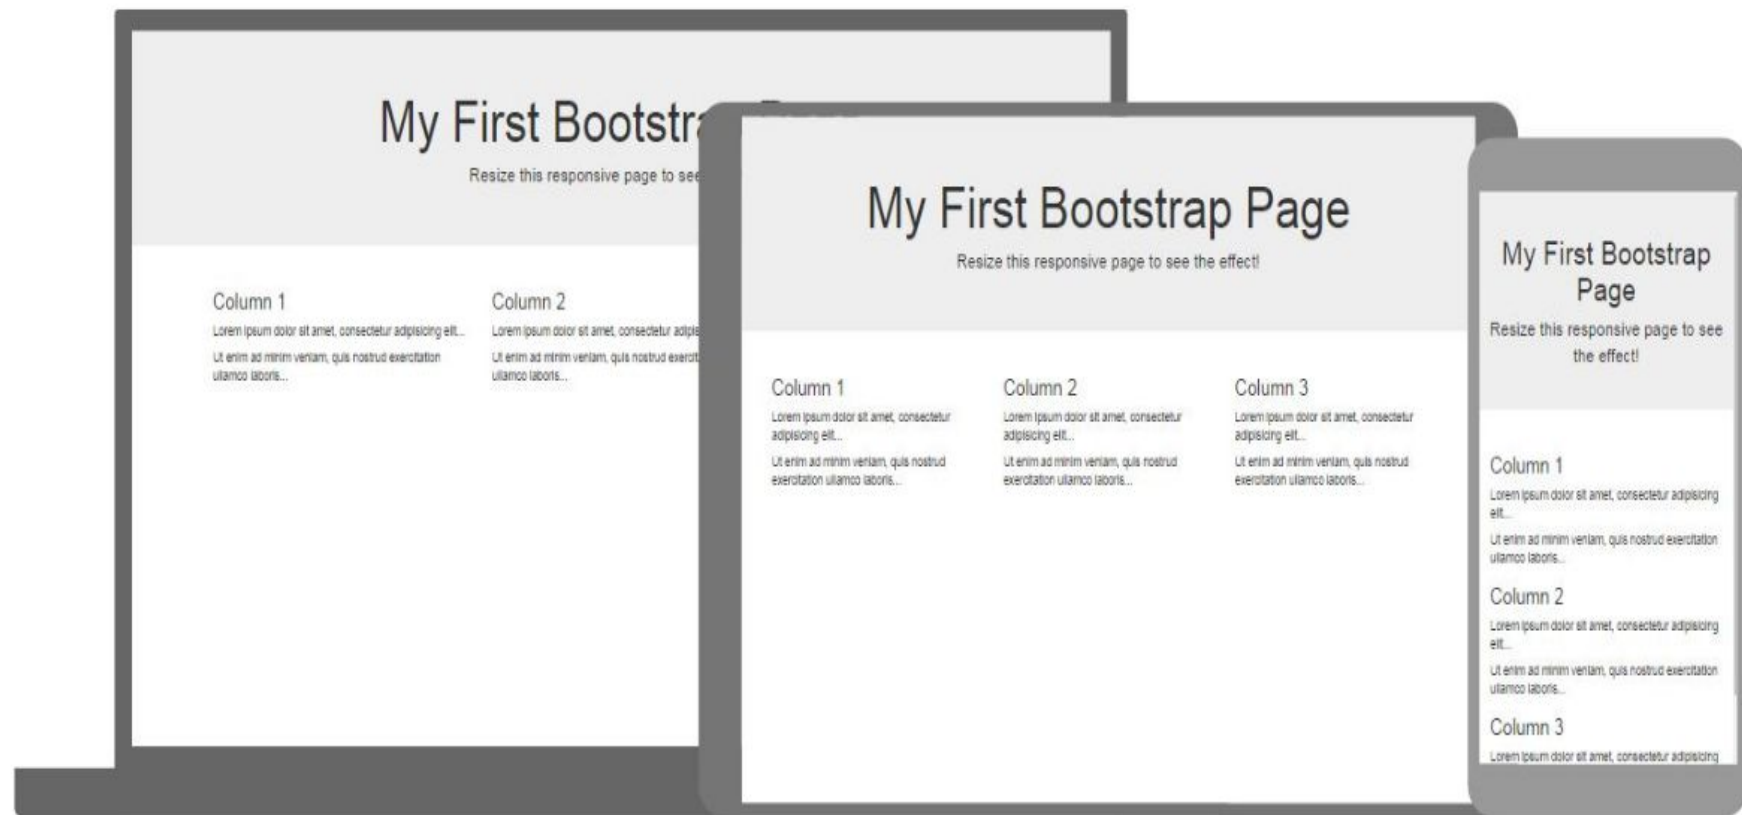 My First Bootstra
Resize this responsive page to see
Column 1
Lorem ipsum dolor sit amet, consectetur adipisicing elit...
Ut enim ad minim veniam, quis nostrud exercitation
ullamco laboris...
Column 2
Lorem ipsum dolor sit amet, consectetur adipis
Ut enim ad minim veniam, quis nostrud exercit
ullamco laboris...
My First Bootstrap Page
Resize this responsive page to see the effect!
Column 1
Lorem ipsum dolor sit amet, consectetur
adipisicing elit...
Ut enim ad minim veniam, quis nostrud
exercitation ullamco laboris...
Column 2
Lorem ipsum dolor sit amet, consectetur
adipisicing elit...
Ut enim ad minim veniam, quis nostrud
exercitation ullamco laboris...
Column 3
Lorem ipsum dolor sit amet, consectetur
adipisicing elit...
Ut enim ad minim veniam, quis nostrud
exercitation ullamco laboris...
My First Bootstrap
Page
Resize this responsive page to see
the effect!
Column 1
Lorem ipsum dolor sit amet, consectetur adipisicing
elit...
Ut enim ad minim veniam, quis nostrud exercitation
ullamco laboris...
Column 2
Lorem ipsum dolor sit amet, consectetur adipisicing
elit...
Ut enim ad minim veniam, quis nostrud exercitation
ullamco laboris...
Column 3
Lorem ipsum dolor sit amet, consectetur adipisicing